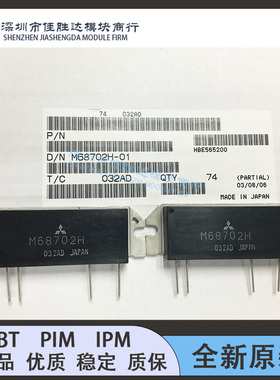 深圳市佳胜达模块商行
SHENZHEN JIASHENGDA MODULE FIRM
74 032AD
P/N
HBE565200
D/N M68702H-01
T/C 032AD QTY 74 (PARTIAL)
03/08/06
MADE IN JAPAN
M68702H
032AD JAPAN
M68702H
032AD JAPAN
BT PIM IPM
品 优质 稳定 质保
全新原